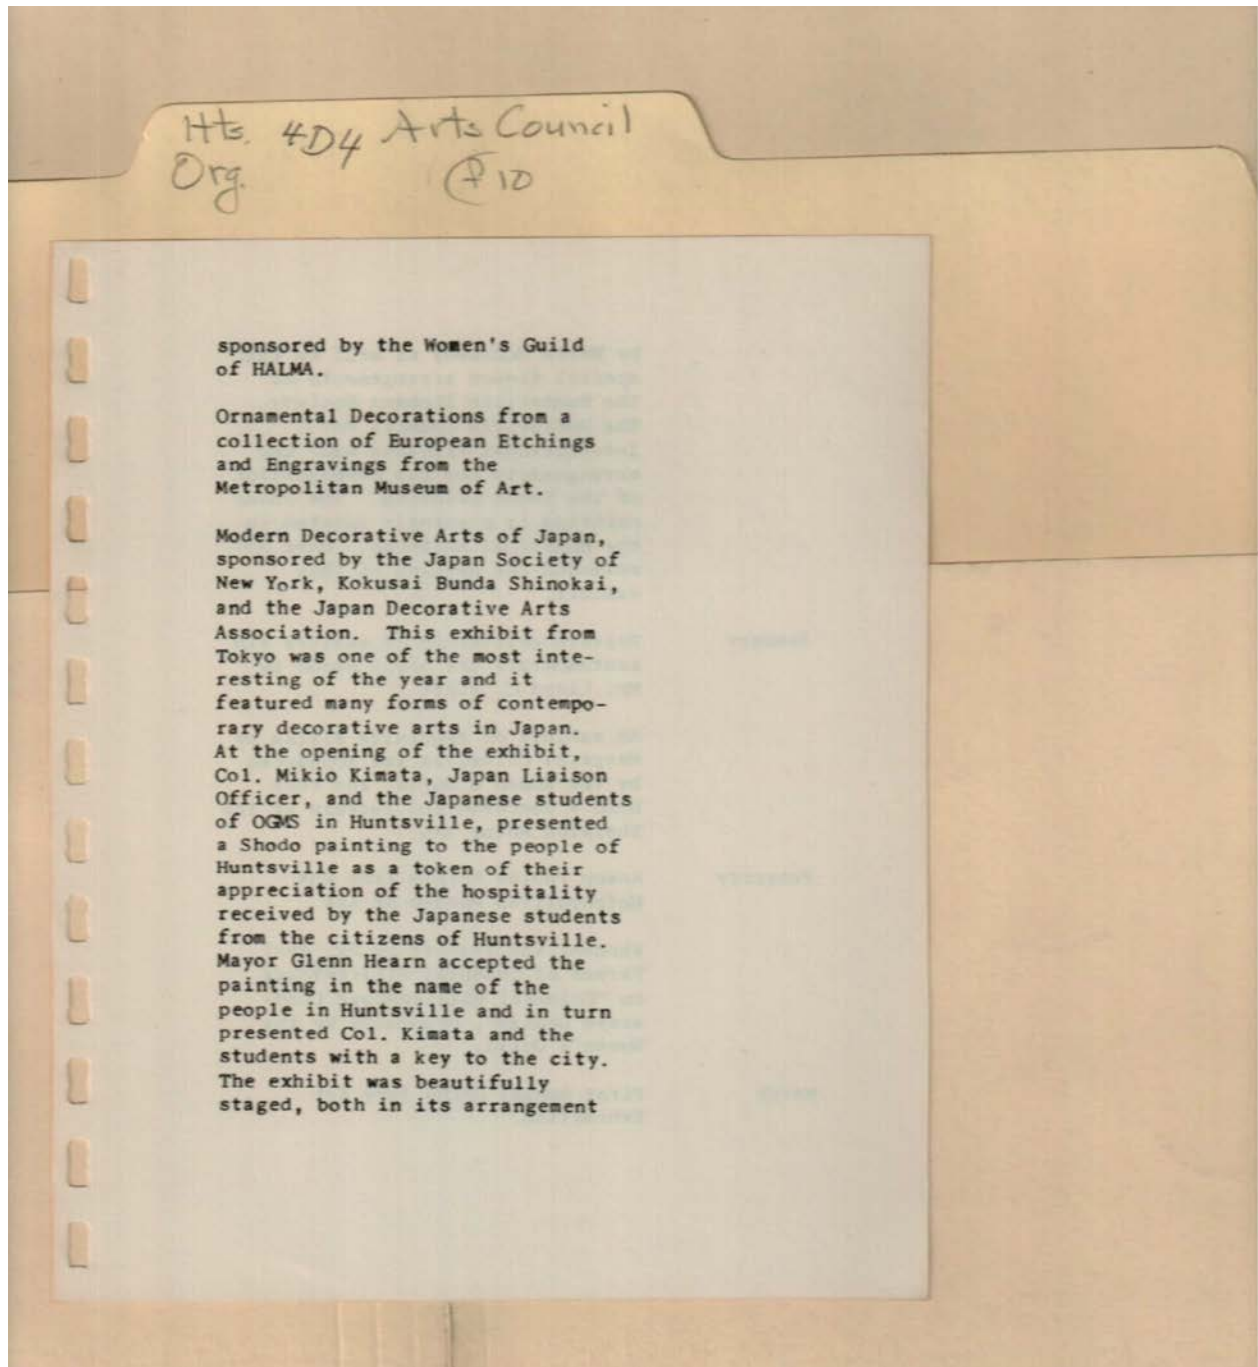 Hts. 4D4 Arts Council
Org. P10
sponsored by the Women's Guild
of HALMA.
Ornamental Decorations from a
collection of European Etchings
and Engravings from the
Metropolitan Museum of Art.
Modern Decorative Arts of Japan,
sponsored by the Japan Society of
New York, Kokusai Bunda Shinokai,
and the Japan Decorative Arts
Association. This exhibit from
Tokyo was one of the most inte-
resting of the year and it
featured many forms of contempo-
rary decorative arts in Japan.
At the opening of the exhibit,
Col. Mikio Kimata, Japan Liaison
Officer, and the Japanese students
of OGMS in Huntsville, presented
a Shodo painting to the people of
Huntsville as a token of their
appreciation of the hospitality
received by the Japanese students
from the citizens of Huntsville.
Mayor Glenn Hearn accepted the
painting in the name of the
people in Huntsville and in turn
presented Col. Kimata and the
students with a key to the city.
The exhibit was beautifully
staged, both in its arrangement